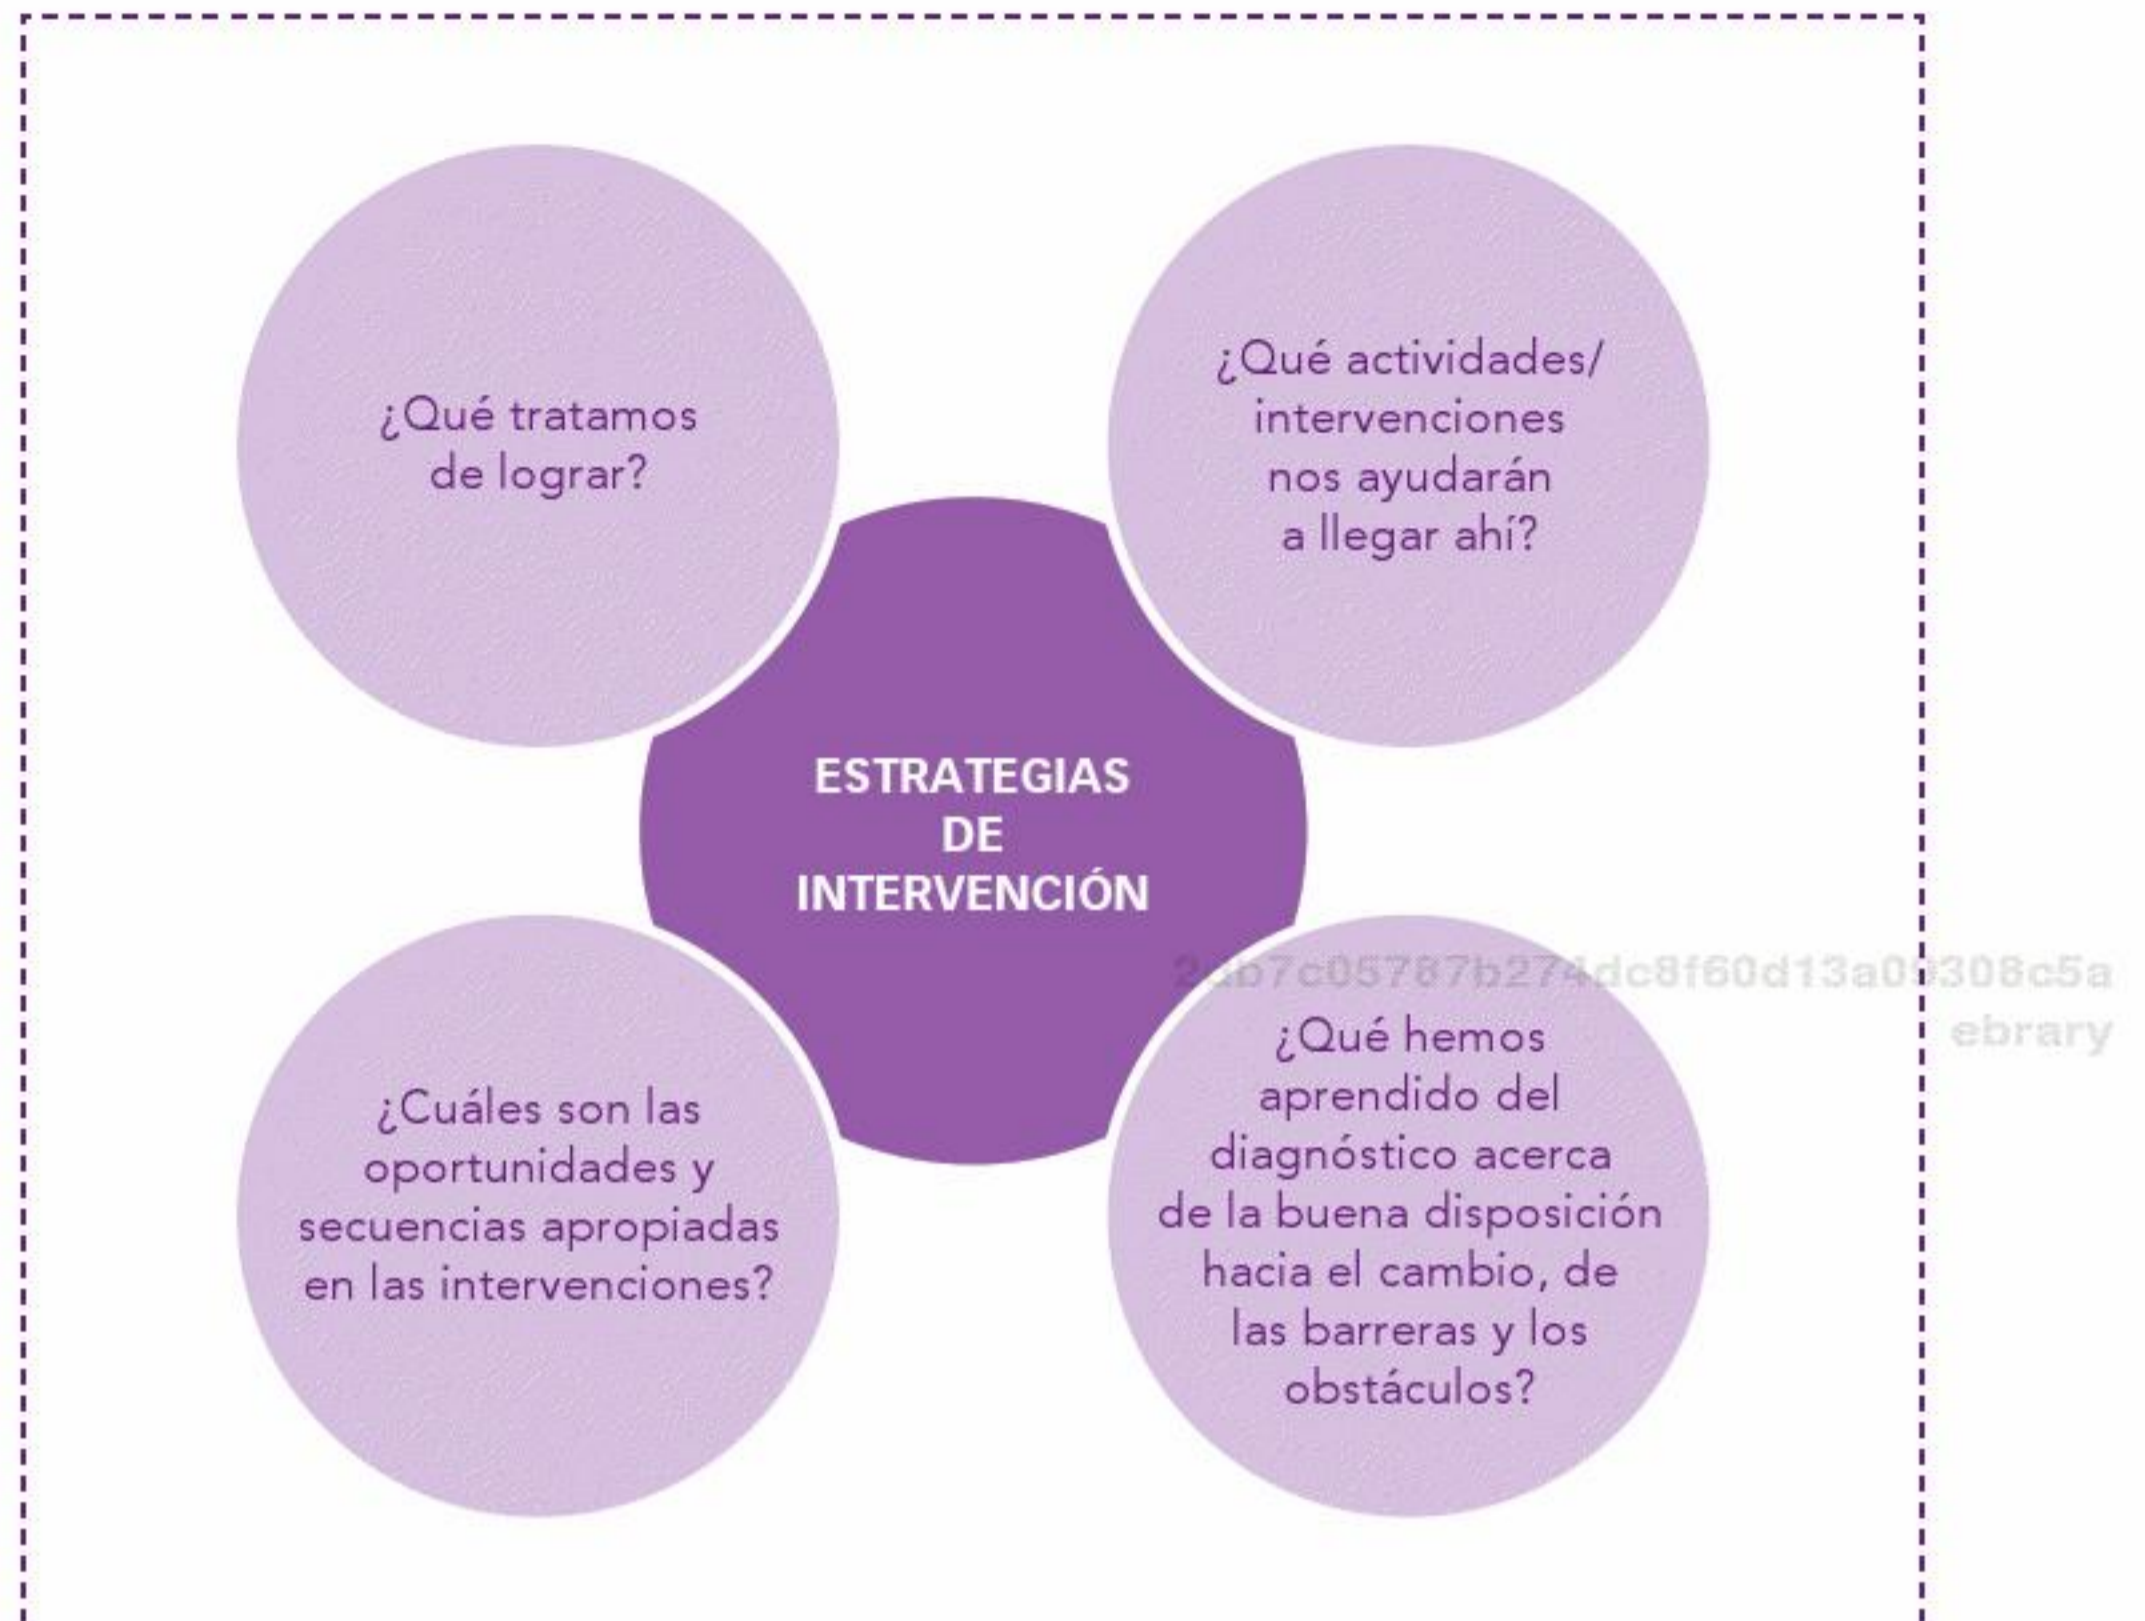 ¿Qué tratamos
de lograr?
¿Qué actividades/
intervenciones
nos ayudarán
a llegar ahí?
ESTRATEGIAS
DE
INTERVENCIÓN
¿Cuáles son las
oportunidades y
secuencias apropiadas
en las intervenciones?
¿Qué hemos
aprendido del
diagnóstico acerca
de la buena disposición
hacia el cambio, de
las barreras y los
obstáculos?
ebrary